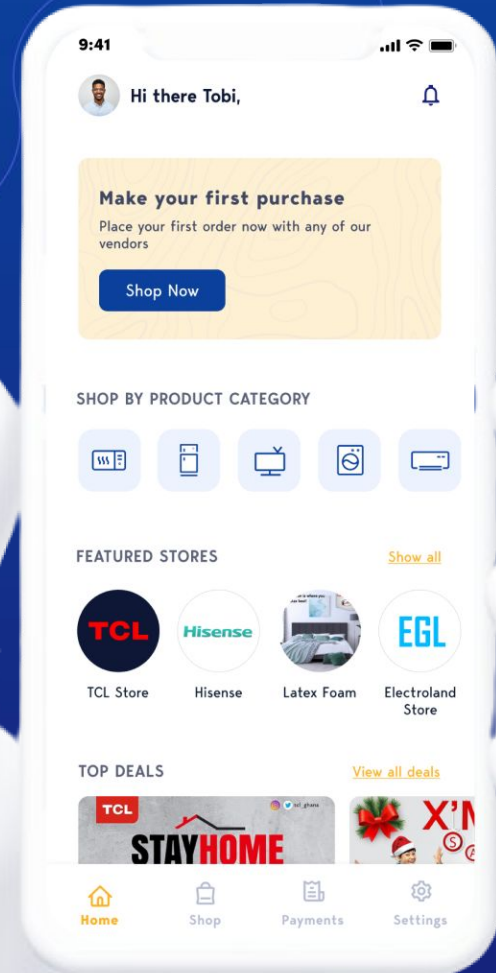 9:41
Hi there Tobi,
Make your first purchase
Place your first order now with any of our
vendors
Shop Now
SHOP BY PRODUCT CATEGORY
FEATURED STORES
Show all
TCL
Hisense
EGL
TCL Store
Hisense
Latex Foam
Electroland
Store
TOP DEALS
View all deals
TCL
tcl_ghana
STAYHOME
X'M
SA
Home
Shop
Payments
Settings